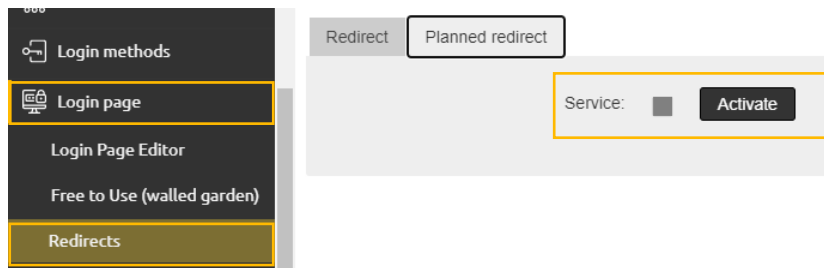 Login methods
Login page
Login Page Editor
Free to Use (walled garden)
Redirects
Redirect
Planned redirect
Service:
Activate